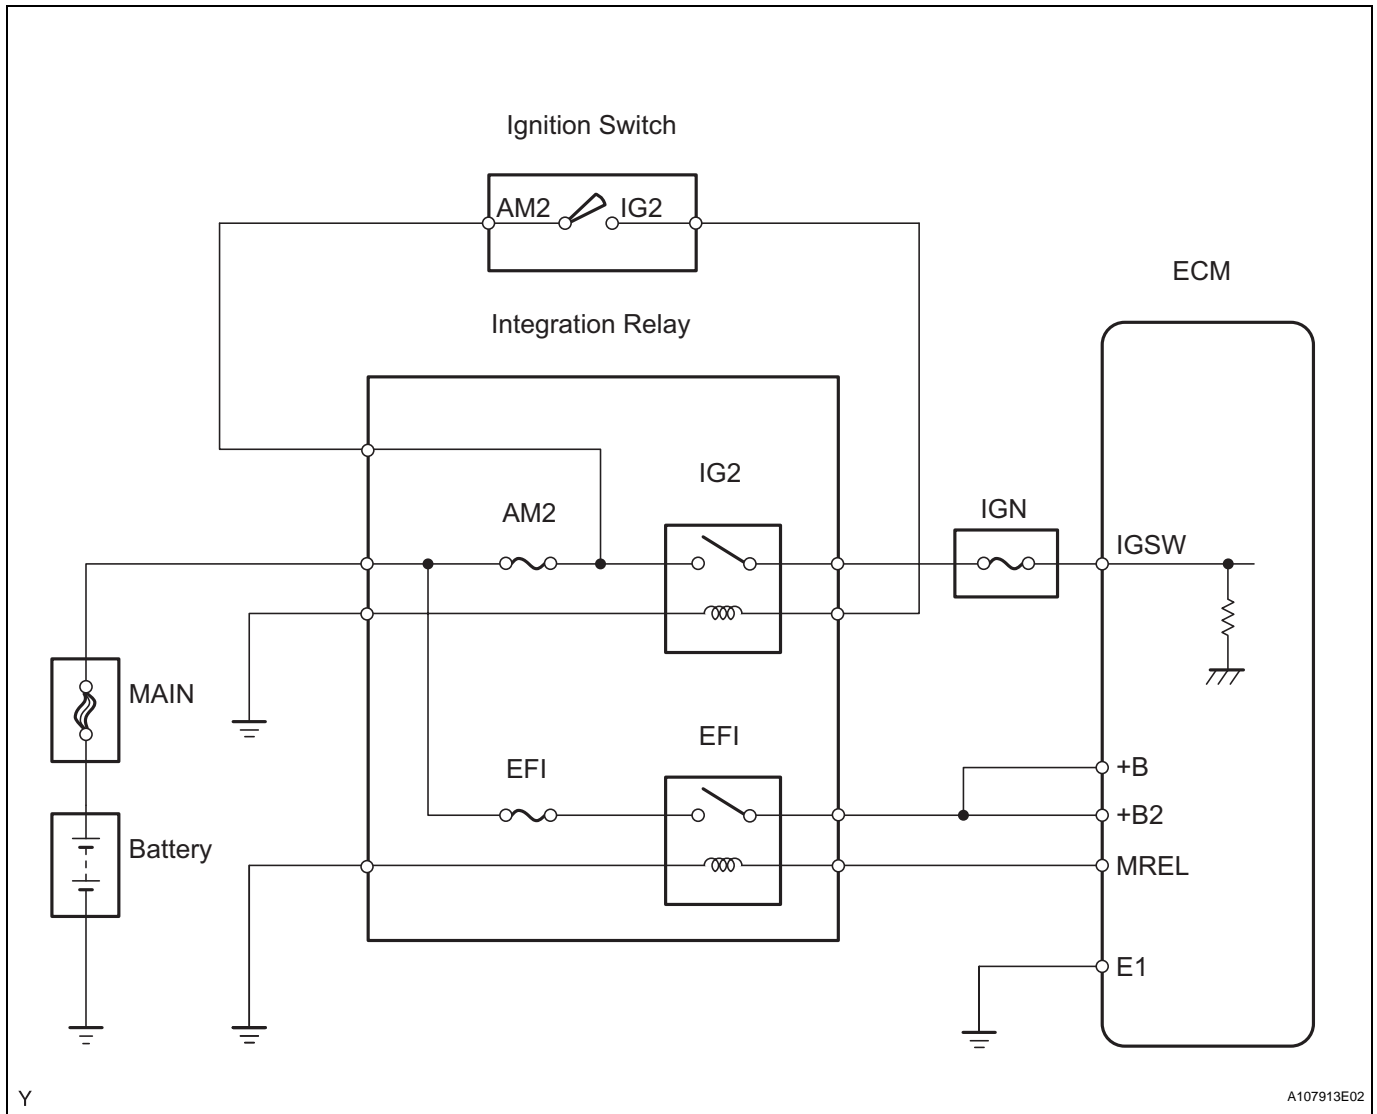 Ignition Switch
AM2 IG2
ECM
Integration Relay
IG2
AM2
IGN
IGSW
MAIN
EFI
EFI
+B
+B2
Battery
MREL
E1
Y
A107913E02